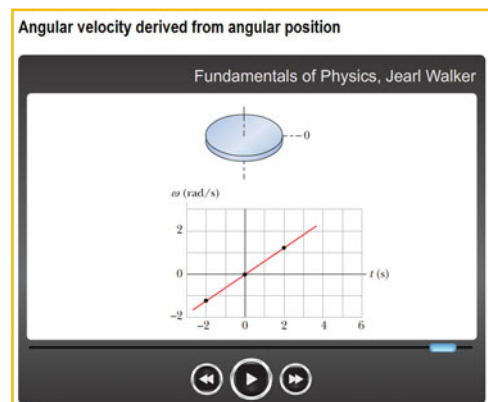 Angular velocity derived from angular position
Fundamentals of Physics, Jearl Walker
0
ω (rad/s)
2
0
t (s)
–2
–2 0 2 4 6